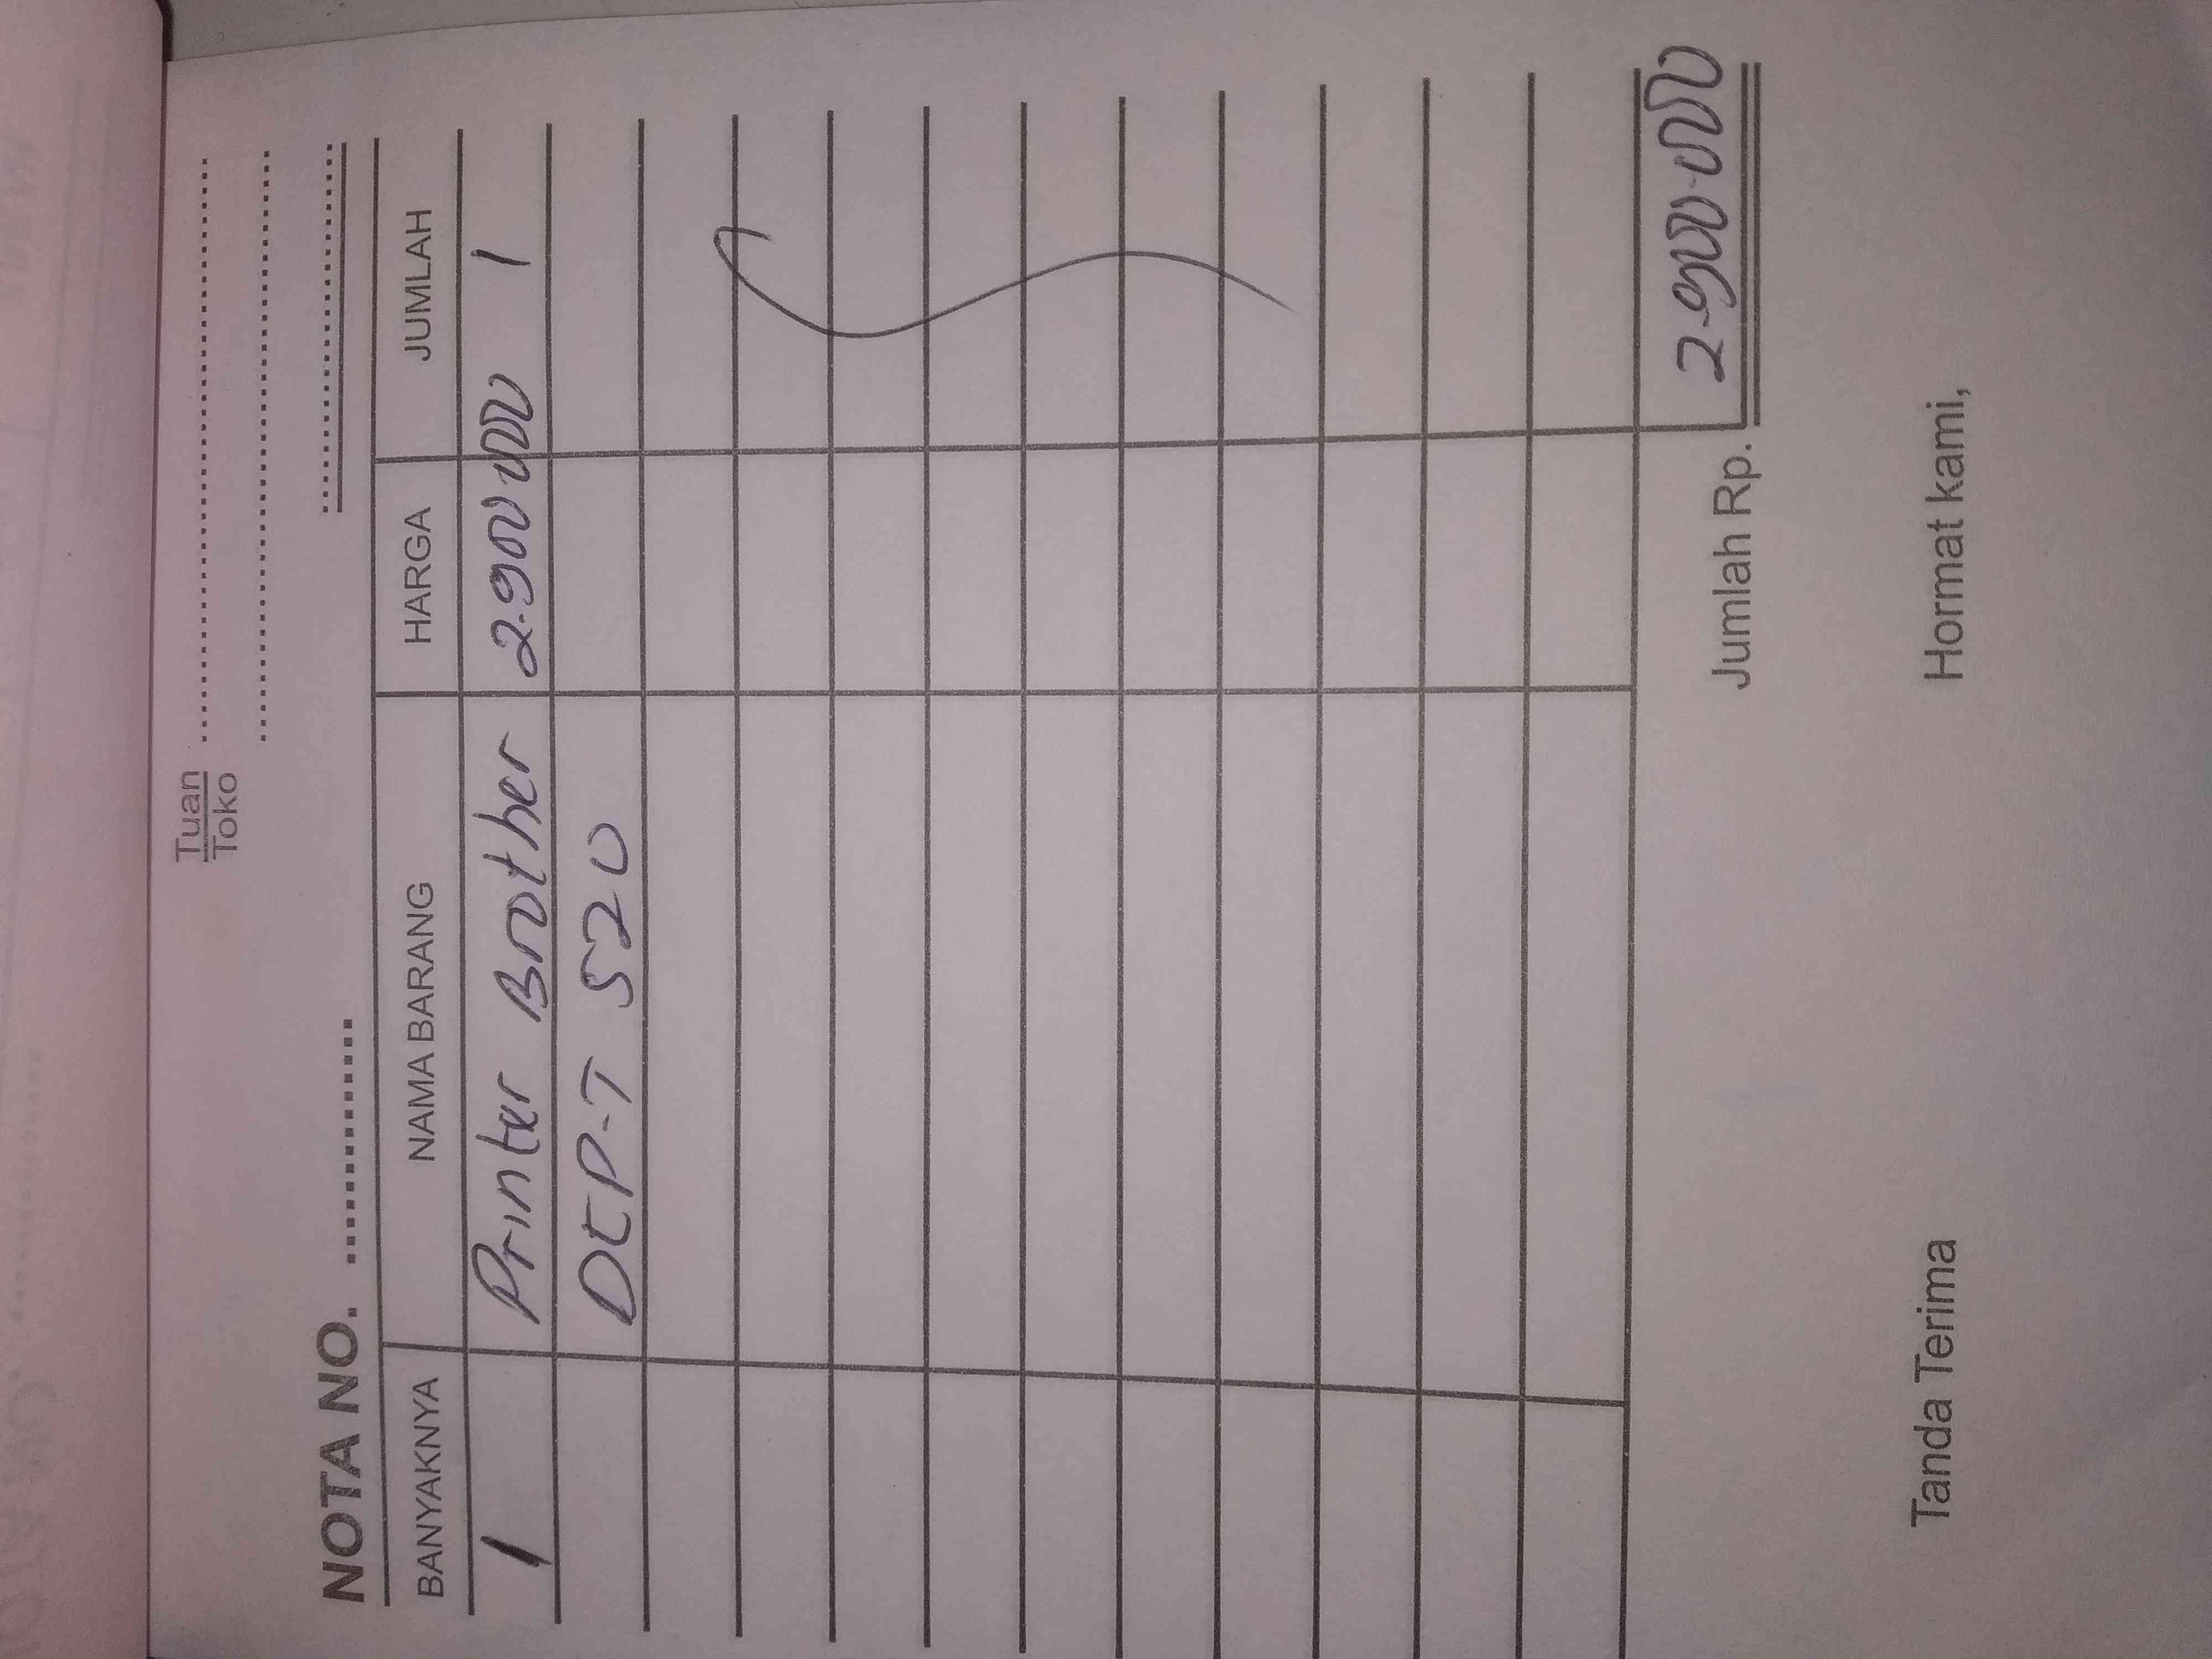 Tuan
Toko
NOTA NO.
BANYAKNYA NAMA BARANG HARGA JUMLAH
1 Printer Brother 2.900.000 1
DCP-T 520
Jumlah Rp. 2.900.000
Tanda Terima Hormat kami,